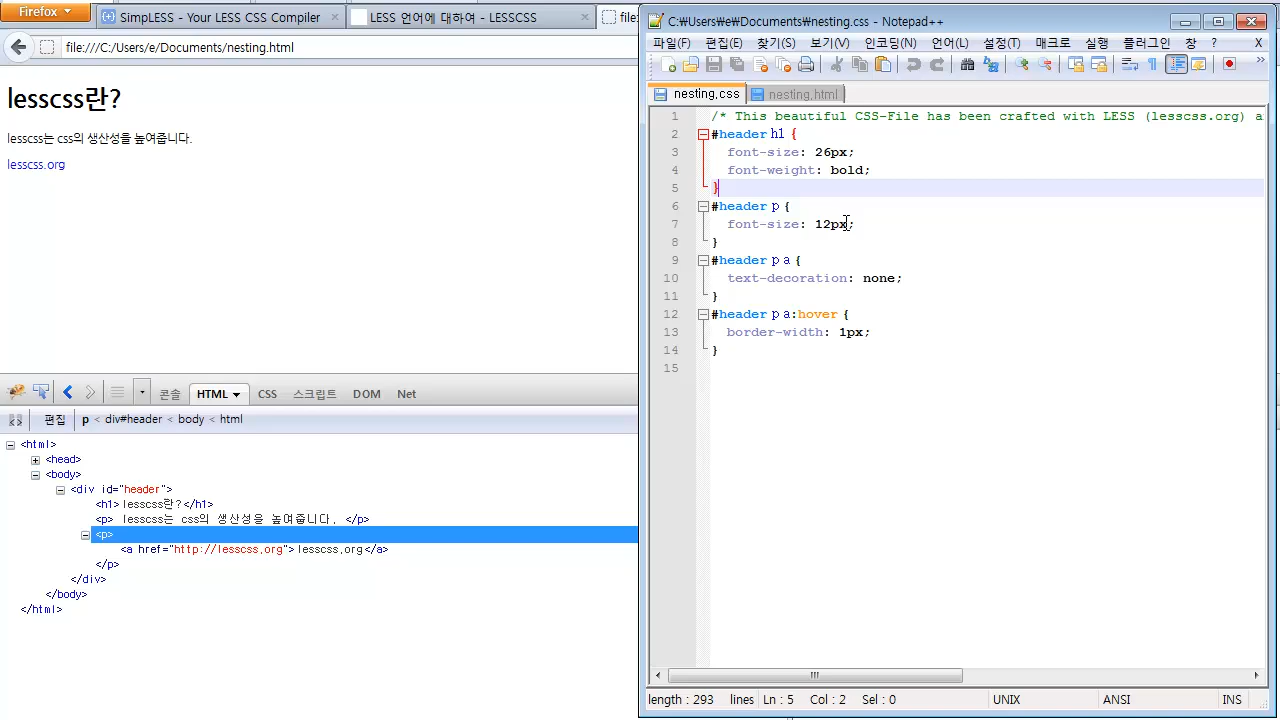 Firefox
SimpLESS - Your LESS CSS Compiler
LESS 언어에 대하여 - LESSCSS
file:
file:///C:/Users/e/Documents/nesting.html
lesscss란?
lesscss는 css의 생산성을 높여줍니다.
lesscss.org
콘솔
HTML
CSS
스크립트
DOM
Net
편집
p < div#header < body < html
<html>
<head>
<body>
<div id="header">
<h1> lesscss란?</h1>
<p> lesscss는 css의 생산성을 높여줍니다. </p>
<p>
<a href="http://lesscss.org"> lesscss.org</a>
</p>
</div>
</body>
</html>
C:₩Users₩e₩Documents₩nesting.css - Notepad++
파일(F) 편집(E) 찾기(S) 보기(V) 인코딩(N) 언어(L) 설정(T) 매크로 실행 플러그인 창 ? X
nesting.css
nesting.html
1 /* This beautiful CSS-File has been crafted with LESS (lesscss.org) a
2 #header h1 {
3 font-size: 26px;
4 font-weight: bold;
5 }
6 #header p {
7 font-size: 12px;
8 }
9 #header p a {
10 text-decoration: none;
11 }
12 #header p a:hover {
13 border-width: 1px;
14 }
15
length : 293 lines Ln : 5 Col : 2 Sel : 0 UNIX ANSI INS